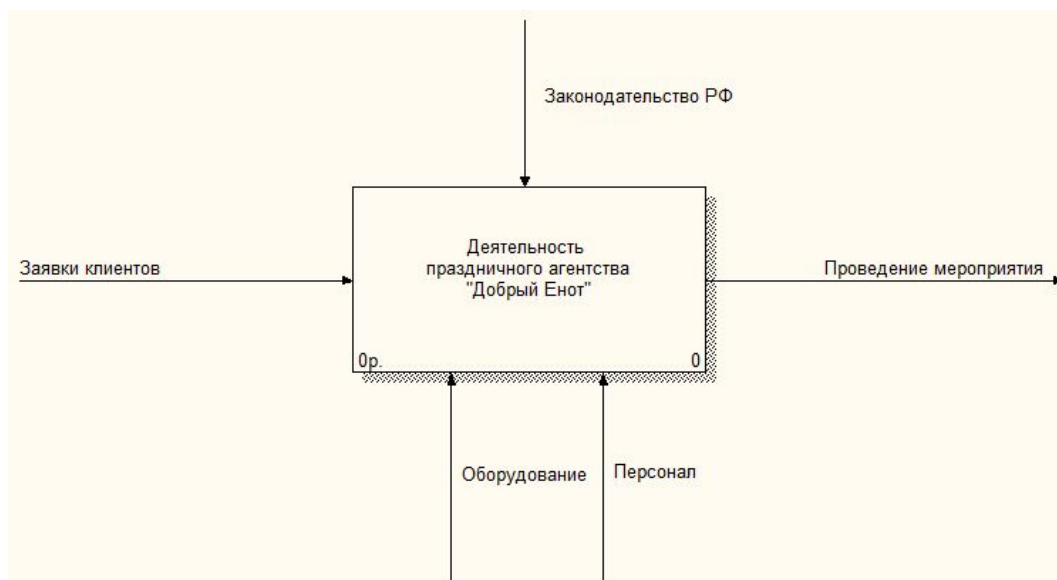 Законодательство РФ
Заявки клиентов
Деятельность
праздничного агентства
"Добрый Енот"
0р.
0
Проведение мероприятия
Оборудование
Персонал